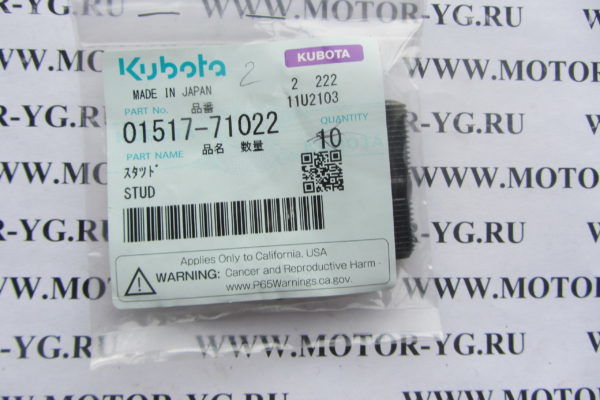 WWW.MOTOR-YG.RU
Kubota 2 KUBOTA
MADE IN JAPAN 2 222
PART No. 品番 11U2103
01517-71022 QUANTITY
PART NAME 品名 数量 10
スタツド
STUD
Applies Only to California, USA
WARNING: Cancer and Reproductive Harm -
www.P65Warnings.ca.gov.
WWW.MOTOR-YG.RU